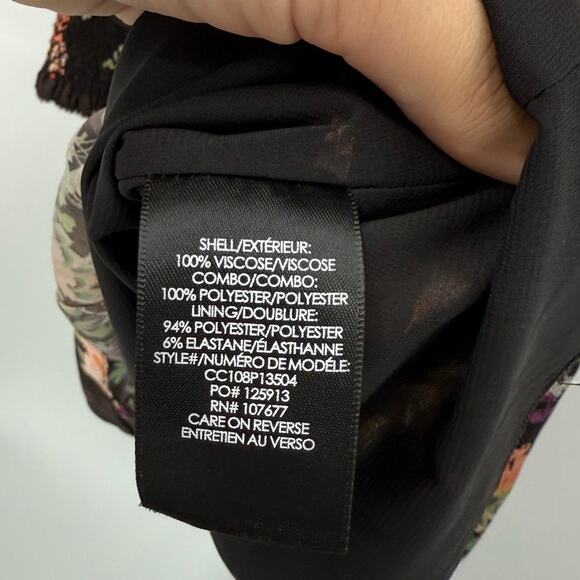 SHELL/EXTÉRIEUR:
100% VISCOSE/VISCOSE
COMBO/COMBO:
100% POLYESTER/POLYESTER
LINING/DOUBLURE:
94% POLYESTER/POLYESTER
6% ELASTANE/ÉLASTHANNE
STYLE#/NUMÉRO DE MODÉLE:
CC108P13504
PO# 125913
RN# 107677
CARE ON REVERSE
ENTRETIEN AU VERSO